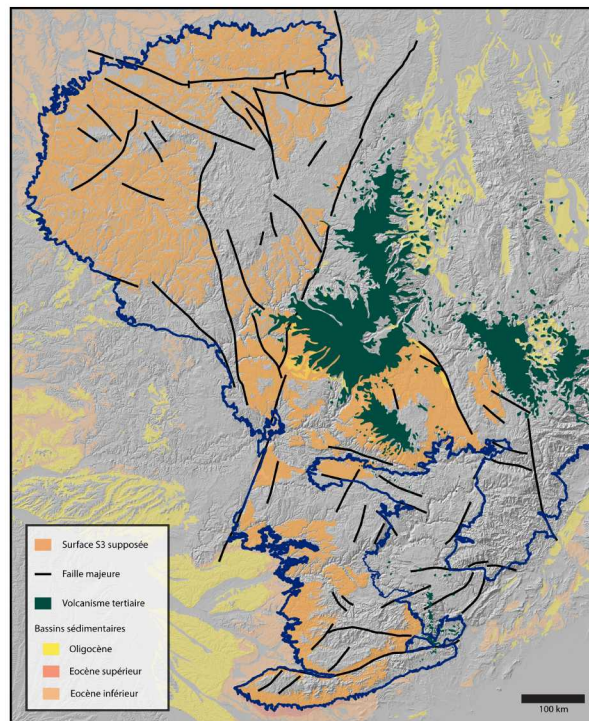 Surface S3 supposée
Faille majeure
Volcanisme tertiaire
Bassins sédimentaires
Oligocène
Eocène supérieur
Eocène inférieur
100 km